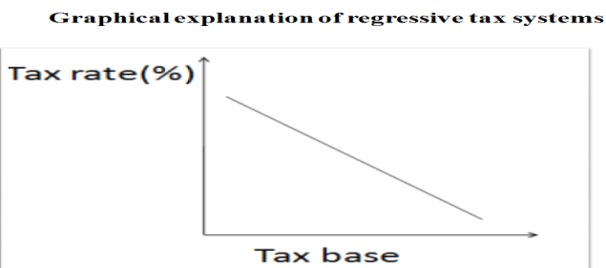 Graphical explanation of regressive tax systems
Tax rate(%)
Tax base